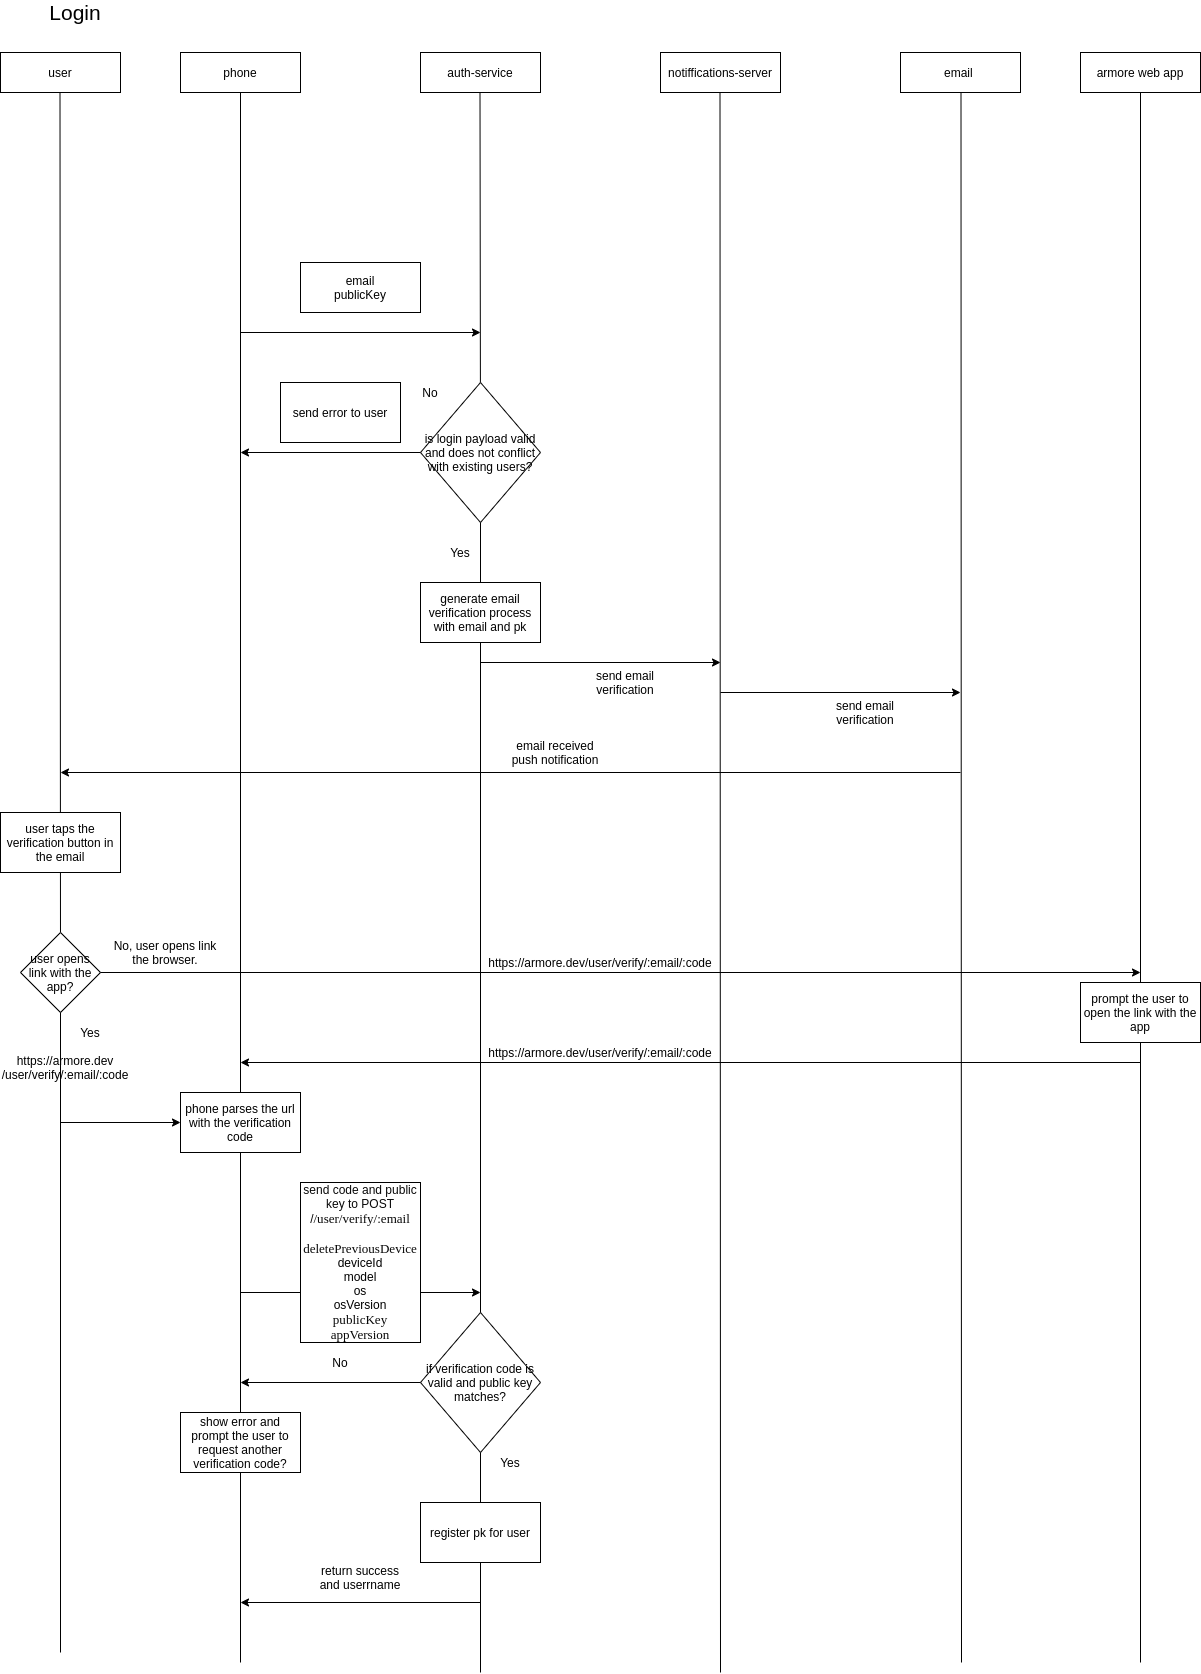 Login
user
phone
auth-service
notiffications-server
email
armore web app
email
publicKey
send error to user
No
is login payload valid
and does not conflict
with existing users?
Yes
generate email
verification process
with email and pk
send email
verification
send email
verification
email received
push notification
user taps the
verification button in
the email
No, user opens link
the browser.
user opens
link with the
app?
https://armore.dev/user/verify/:email/:code
prompt the user to
open the link with the
app
Yes
https://armore.dev/user/verify/:email/:code
https://armore.dev
/user/verify/:email/:code
phone parses the url
with the verification
code
send code and public
key to POST
//user/verify/:email
deletePreviousDevice
deviceId
model
os
osVersion
publicKey
appVersion
No
if verification code is
valid and public key
matches?
show error and
prompt the user to
request another
verification code?
Yes
register pk for user
return success
and userrname